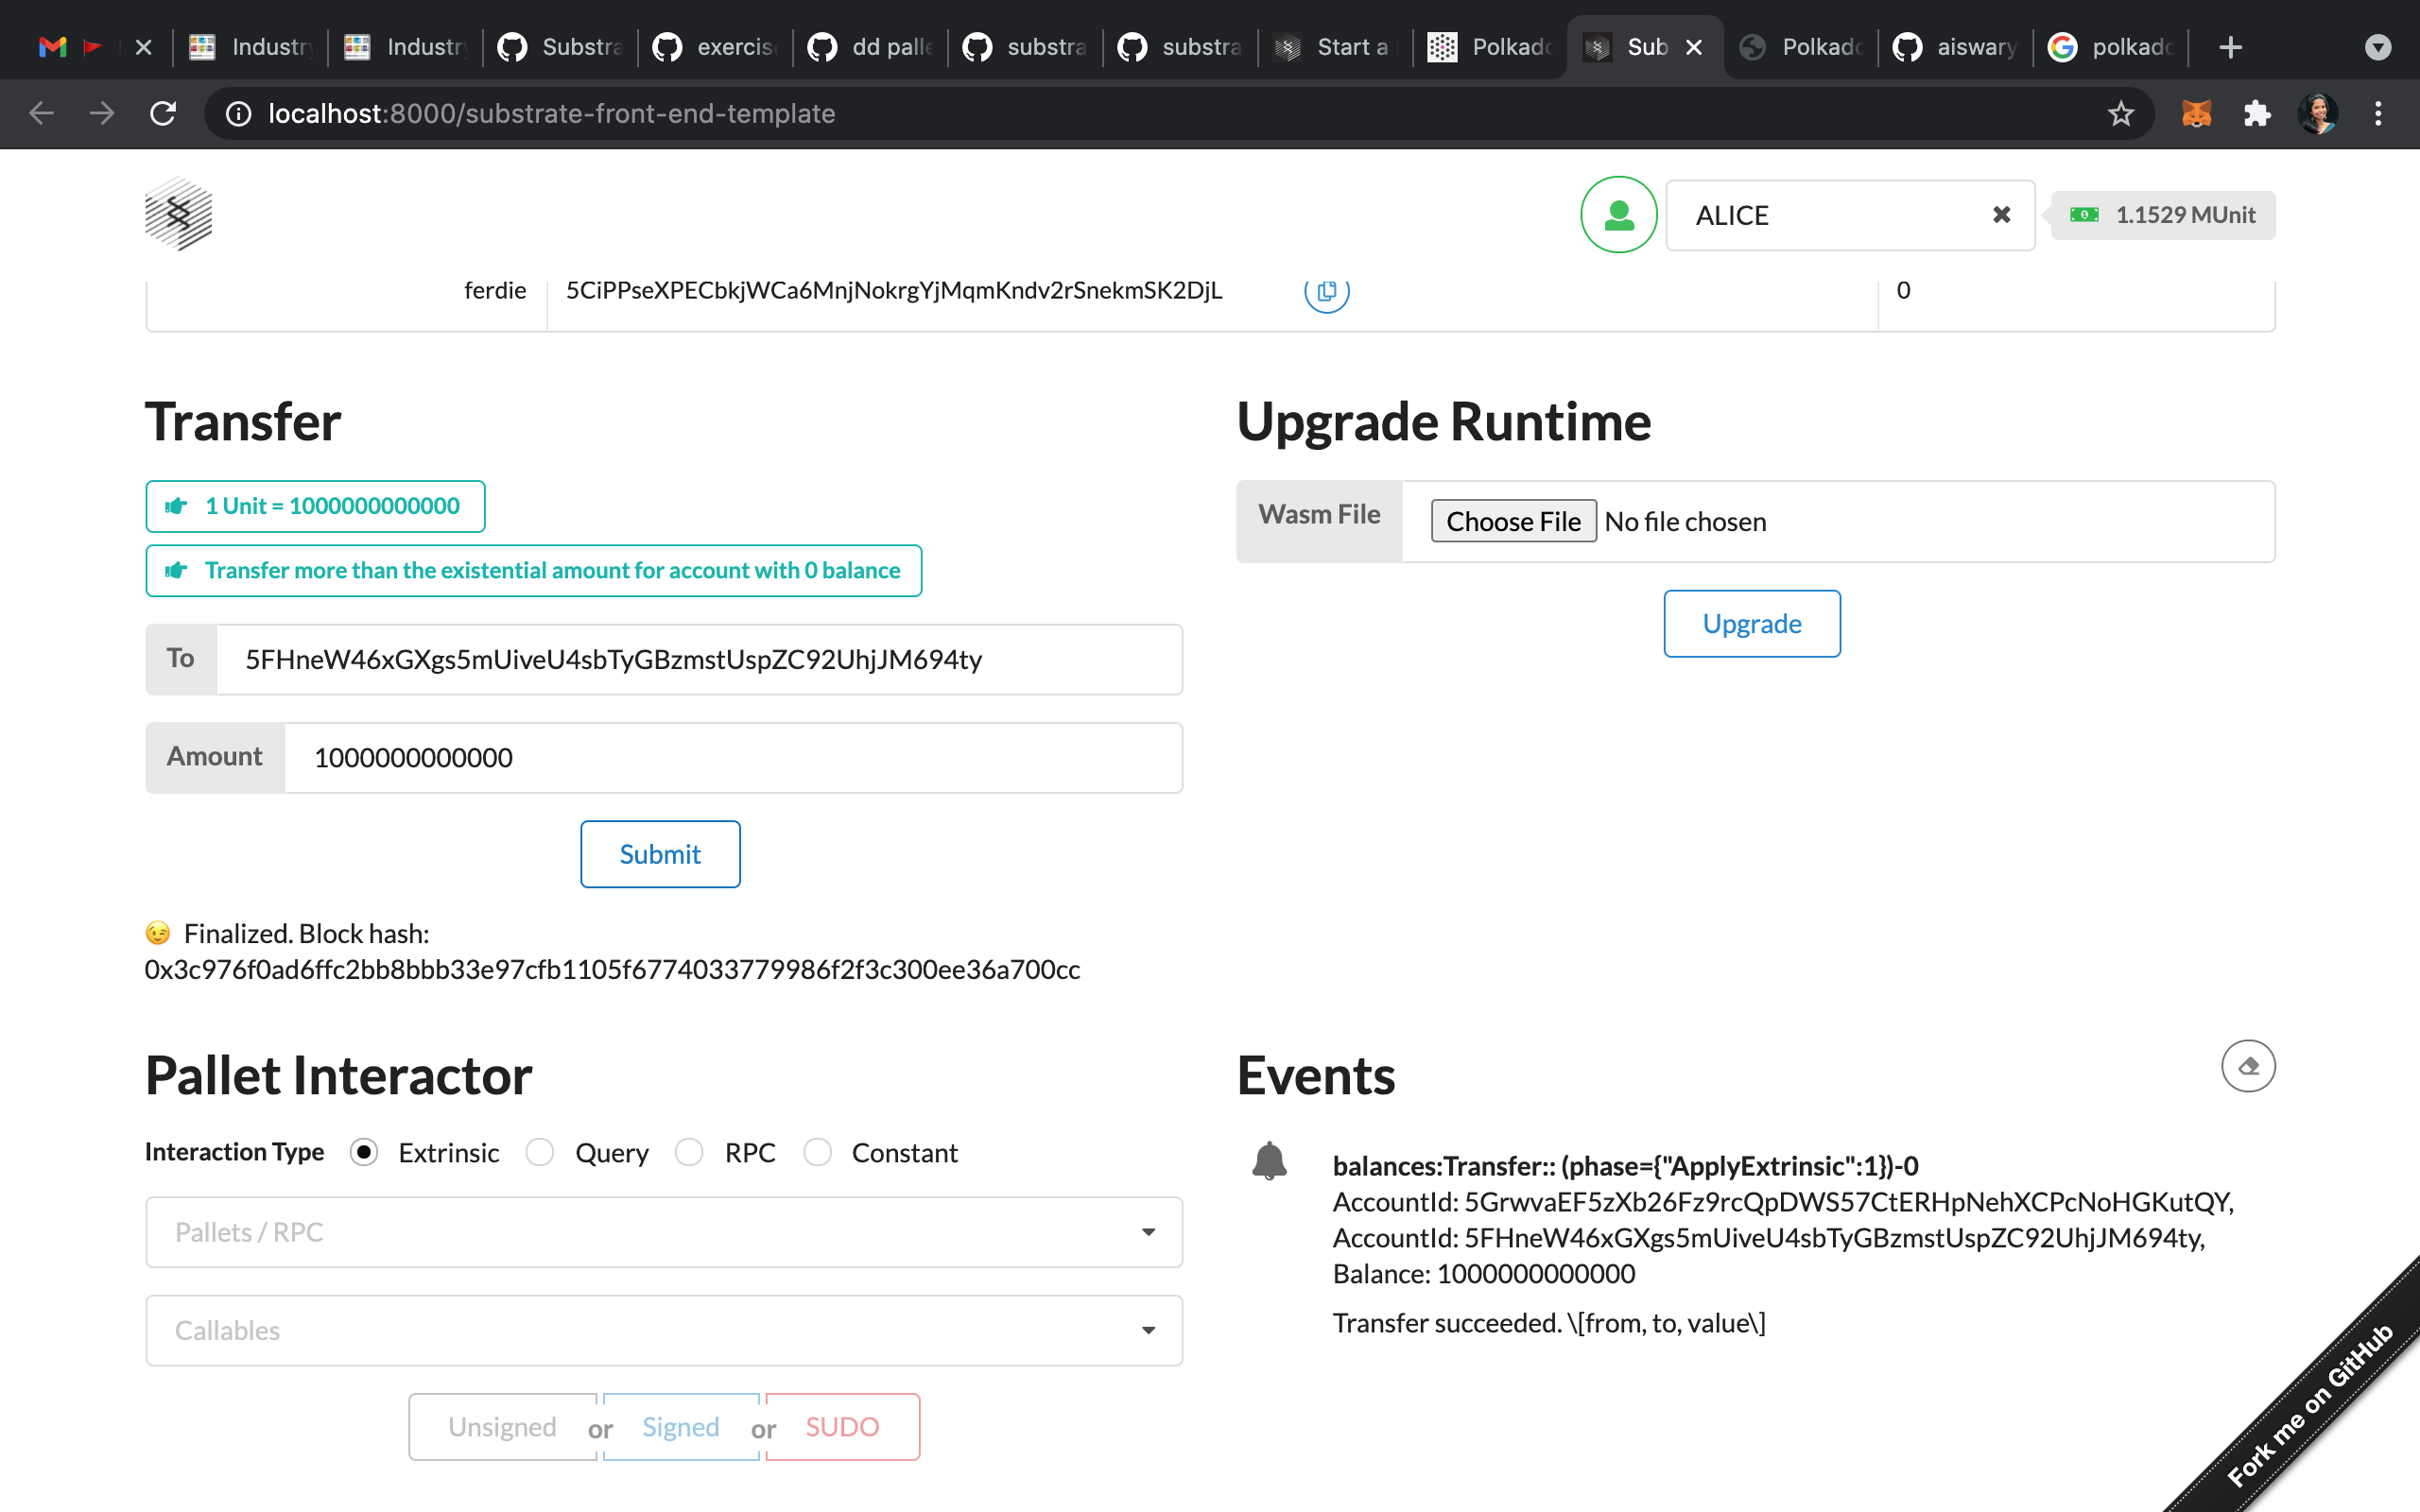 Industr
Industr
Substra
exercis
dd palle
substra
substra
Start a
Polkado
Sub
Polkado
aiswary
polkado
localhost:8000/substrate-front-end-template
ALICE
1.1529 MUnit
ferdie
5CiPPseXPECbkjWCa6MnjNokrgYjMqmKndv2rSnekmSK2DjL
0
Transfer
1 Unit = 1000000000000
Transfer more than the existential amount for account with 0 balance
To
5FHneW46xGXgs5mUiveU4sbTyGBzmstUspZC92UhjJM694ty
Amount
1000000000000
Submit
😉 Finalized. Block hash:
0x3c976f0ad6ffc2bb8bbb33e97cfb1105f6774033779986f2f3c300ee36a700cc
Upgrade Runtime
Wasm File
Choose File No file chosen
Upgrade
Pallet Interactor
Interaction Type Extrinsic Query RPC Constant
Pallets / RPC
Callables
Unsigned or Signed or SUDO
Events
balances:Transfer:: (phase={"ApplyExtrinsic":1})-0
AccountId: 5GrwvaEF5zXb26Fz9rcQpDWS57CtERHpNehXCPcNoHGKutQY,
AccountId: 5FHneW46xGXgs5mUiveU4sbTyGBzmstUspZC92UhjJM694ty,
Balance: 1000000000000
Transfer succeeded. \[from, to, value\]
Fork me on GitHub